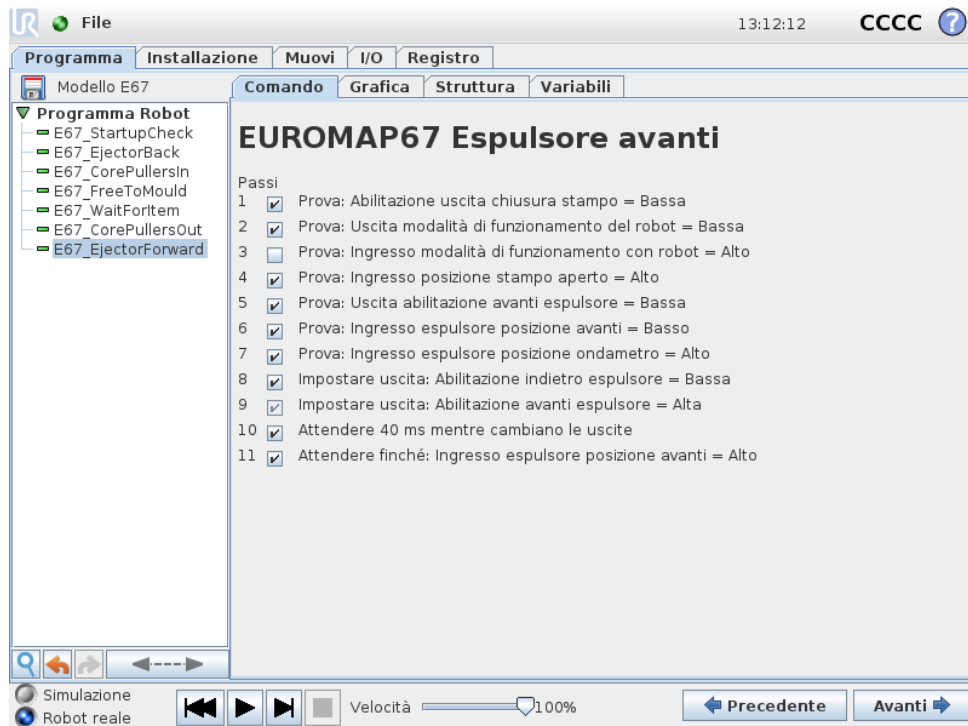 UR File 13:12:12 CCCC ?
Programma Installazione Muovi I/O Registro
Modello E67
Comando Grafica Struttura Variabili
Programma Robot
E67_StartupCheck
E67_EjectorBack
E67_CorePullersIn
E67_FreeToMould
E67_WaitForItem
E67_CorePullersOut
E67_EjectorForward
EUROMAP67 Espulsore avanti
Passi
1 Prova: Abilitazione uscita chiusura stampo = Bassa
2 Prova: Uscita modalità di funzionamento del robot = Bassa
3 Prova: Ingresso modalità di funzionamento con robot = Alto
4 Prova: Ingresso posizione stampo aperto = Alto
5 Prova: Uscita abilitazione avanti espulsore = Bassa
6 Prova: Ingresso espulsore posizione avanti = Basso
7 Prova: Ingresso espulsore posizione ondametro = Alto
8 Impostare uscita: Abilitazione indietro espulsore = Bassa
9 Impostare uscita: Abilitazione avanti espulsore = Alta
10 Attendere 40 ms mentre cambiano le uscite
11 Attendere finché: Ingresso espulsore posizione avanti = Alto
Simulazione
Robot reale
Velocità 100%
Precedente Avanti